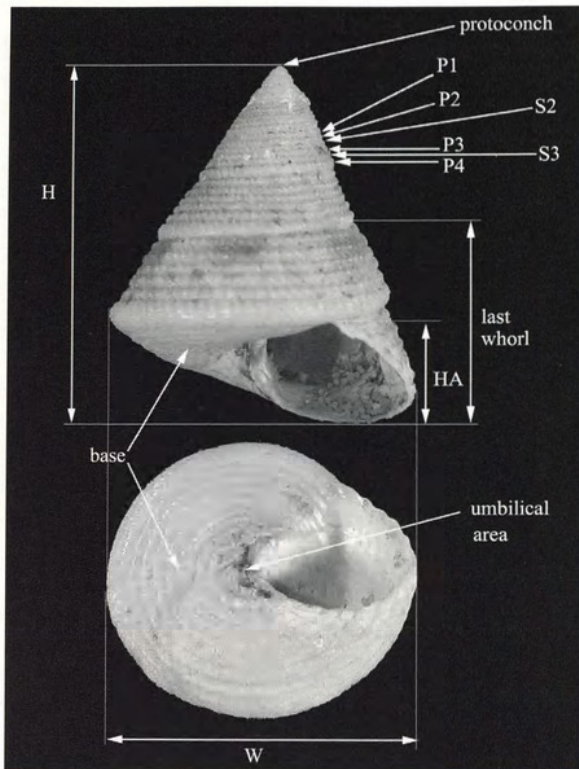 protoconch
P1
P2
S2
P3
S3
P4
H
last
whorl
HA
base
umbilical
area
W